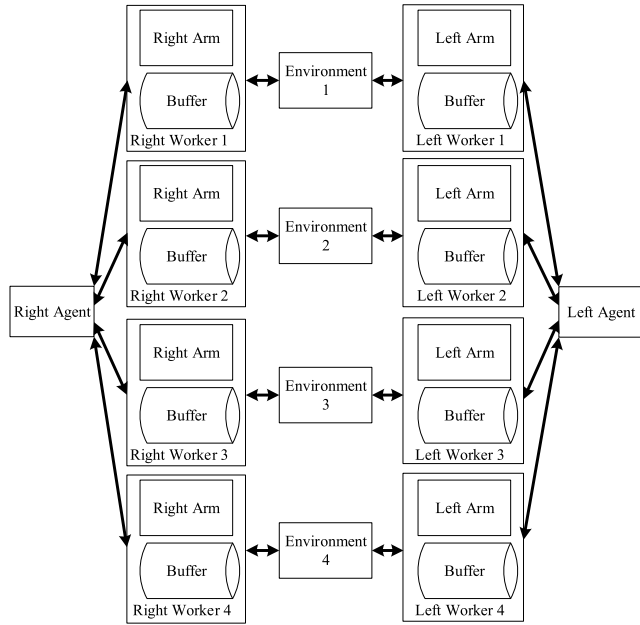 Right Arm
Left Arm
Environment
1
Buffer
Buffer
Right Worker 1
Left Worker 1
Right Arm
Left Arm
Environment
2
Buffer
Buffer
Right Worker 2
Left Worker 2
Right Agent
Left Agent
Right Arm
Left Arm
Environment
3
Buffer
Buffer
Right Worker 3
Left Worker 3
Right Arm
Left Arm
Environment
4
Buffer
Buffer
Right Worker 4
Left Worker 4